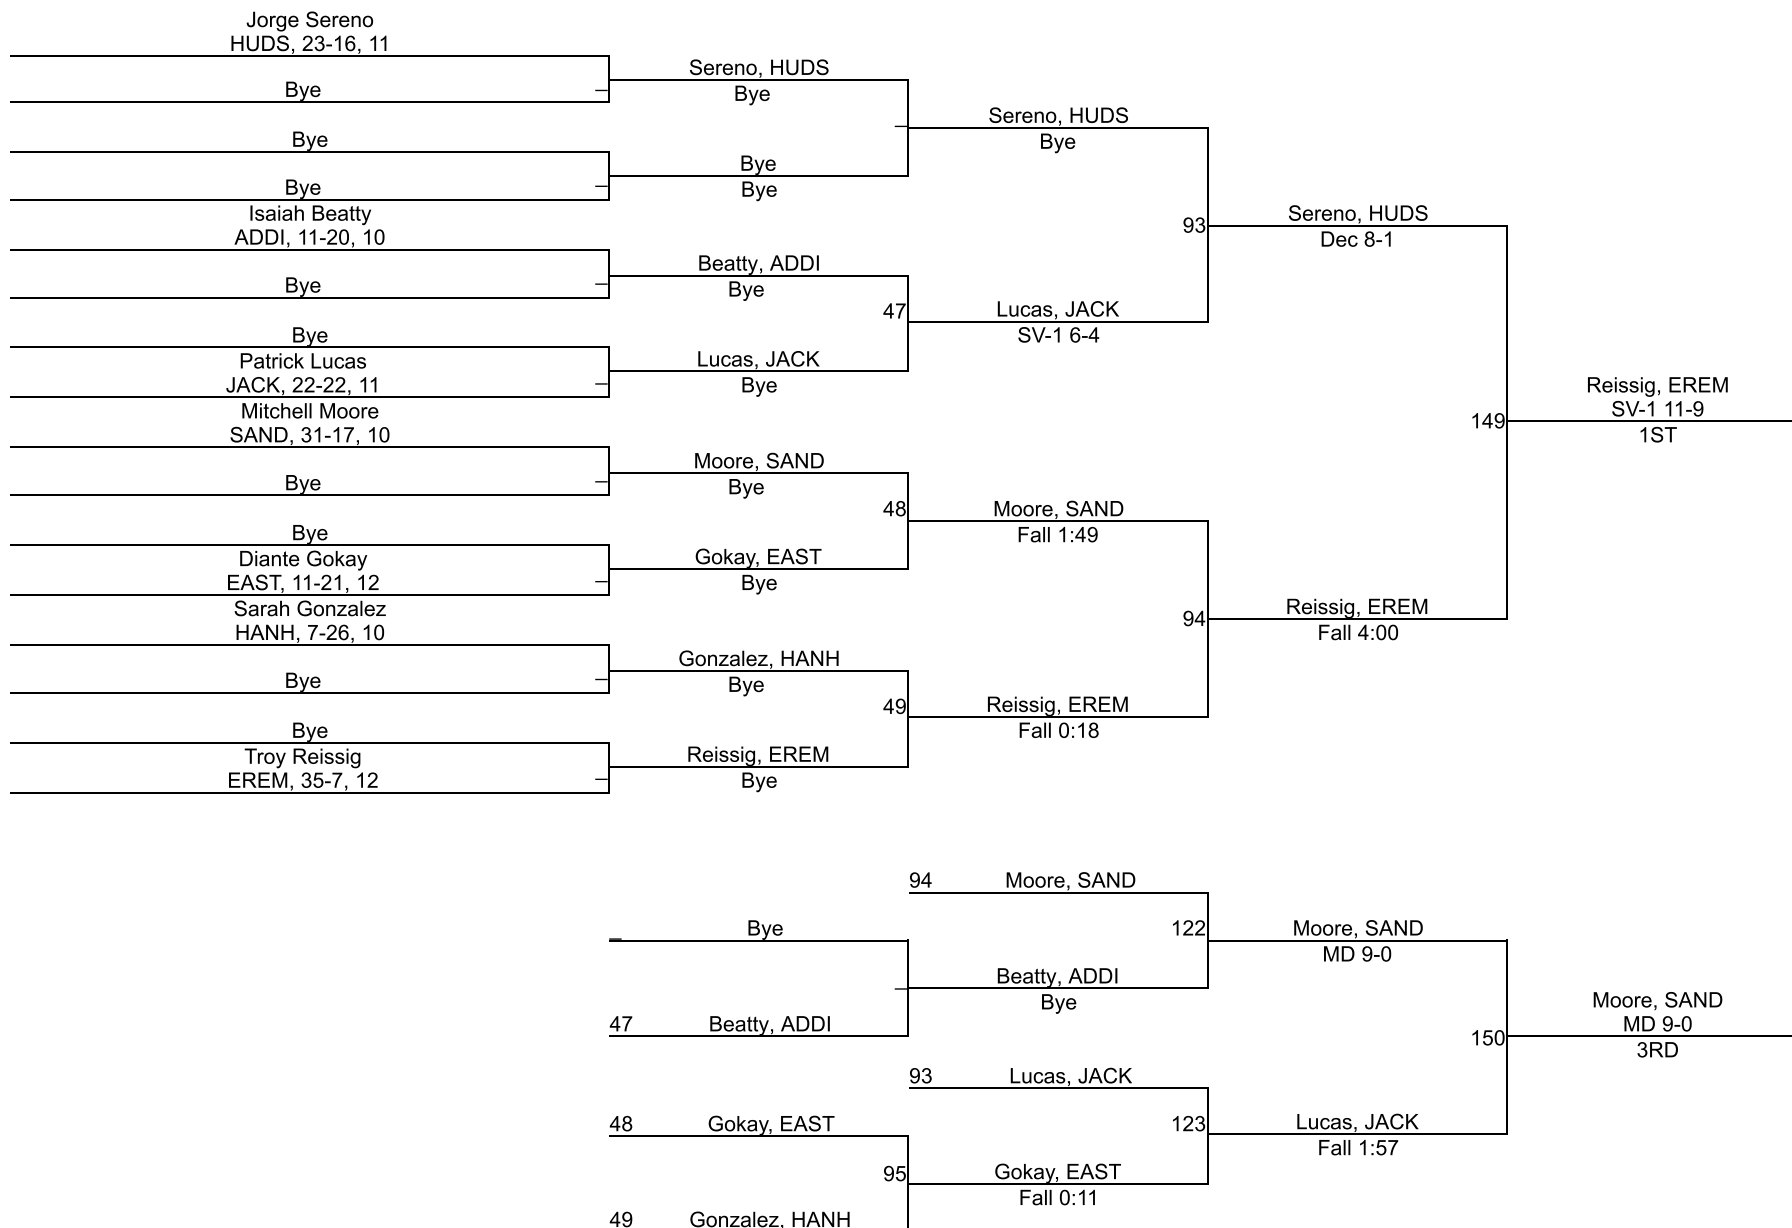 Jorge Sereno
HUDS, 23-16, 11
Bye
Bye
Bye
Isaiah Beatty
ADDI, 11-20, 10
Bye
Bye
Patrick Lucas
JACK, 22-22, 11
Mitchell Moore
SAND, 31-17, 10
Bye
Bye
Diante Gokay
EAST, 11-21, 12
Sarah Gonzalez
HANH, 7-26, 10
Bye
Bye
Troy Reissig
EREM, 35-7, 12
Sereno, HUDS
Bye
Bye
Bye
Beatty, ADDI
Bye
47
Lucas, JACK
Bye
Moore, SAND
Bye
48
Gokay, EAST
Bye
Gonzalez, HANH
Bye
49
Reissig, EREM
Bye
Sereno, HUDS
Bye
93
Lucas, JACK
SV-1 6-4
Moore, SAND
Fall 1:49
94
Reissig, EREM
Fall 0:18
Sereno, HUDS
Dec 8-1
149
Reissig, EREM
Fall 4:00
Reissig, EREM
SV-1 11-9
1ST
94 Moore, SAND
Bye
122
Beatty, ADDI
Bye
47 Beatty, ADDI
93 Lucas, JACK
48 Gokay, EAST
123
95
Gokay, EAST
Fall 0:11
49 Gonzalez, HANH
Moore, SAND
MD 9-0
150
Lucas, JACK
Fall 1:57
Moore, SAND
MD 9-0
3RD